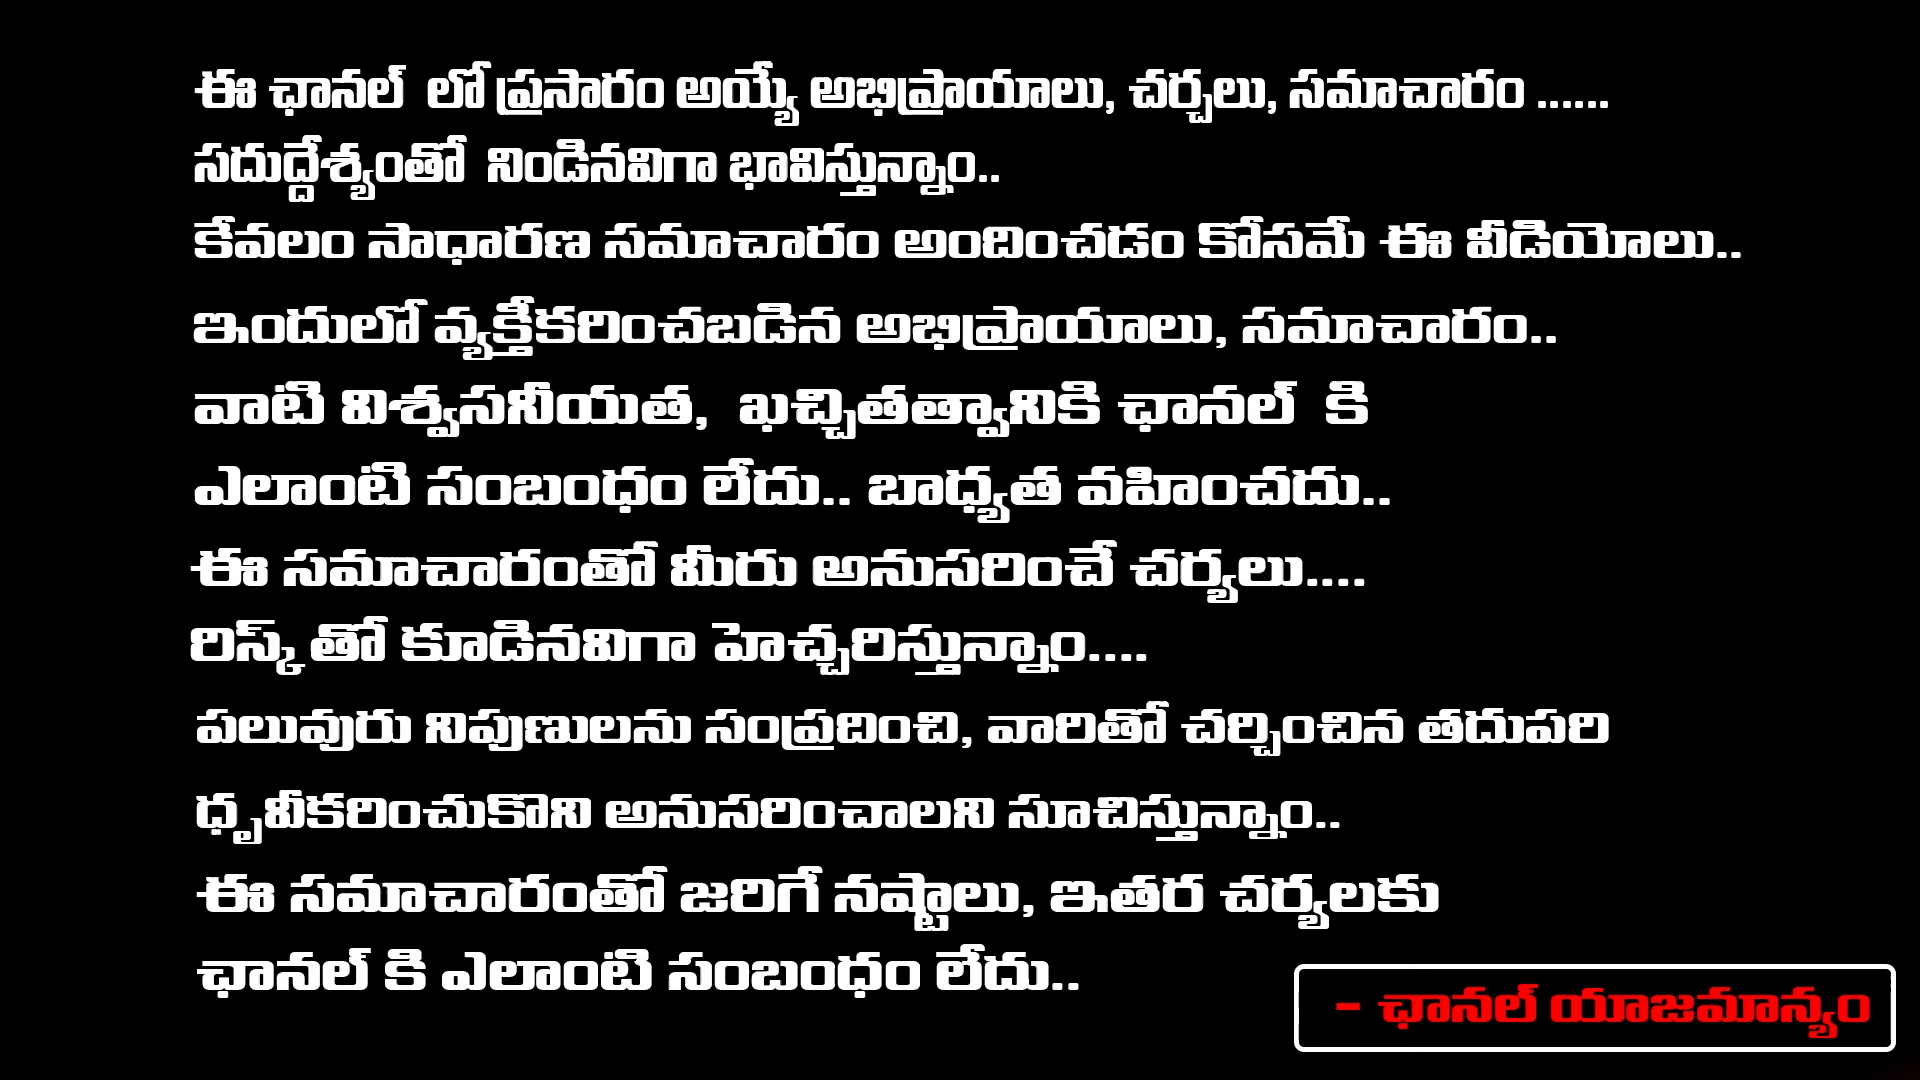 ఈ ఛానల్ లో ప్రసారం అయ్యే అభిప్రాయాలు, చర్చలు, సమాచారం ......
సదుద్దేశ్యంతో నిండినవిగా భావిస్తున్నాం..
కేవలం సాధారణ సమాచారం అందించడం కోసమే ఈ వీడియోలు..
ఇందులో వ్యక్తీకరించబడిన అభిప్రాయాలు, సమాచారం..
వాటి విశ్వసనీయత, ఖచ్చితత్వానికి ఛానల్ కి
ఎలాంటి సంబంధం లేదు.. బాధ్యత వహించదు..
ఈ సమాచారంతో మీరు అనుసరించే చర్యలు....
రిస్క్ తో కూడినవిగా హెచ్చరిస్తున్నాం....
పలువురు నిపుణులను సంప్రదించి, వారితో చర్చించిన తదుపరి
ధృవీకరించుకొని అనుసరించాలని సూచిస్తున్నాం..
ఈ సమాచారంతో జరిగే నష్టాలు, ఇతర చర్యలకు
ఛానల్ కి ఎలాంటి సంబంధం లేదు..
- ఛానల్ యాజమాన్యం